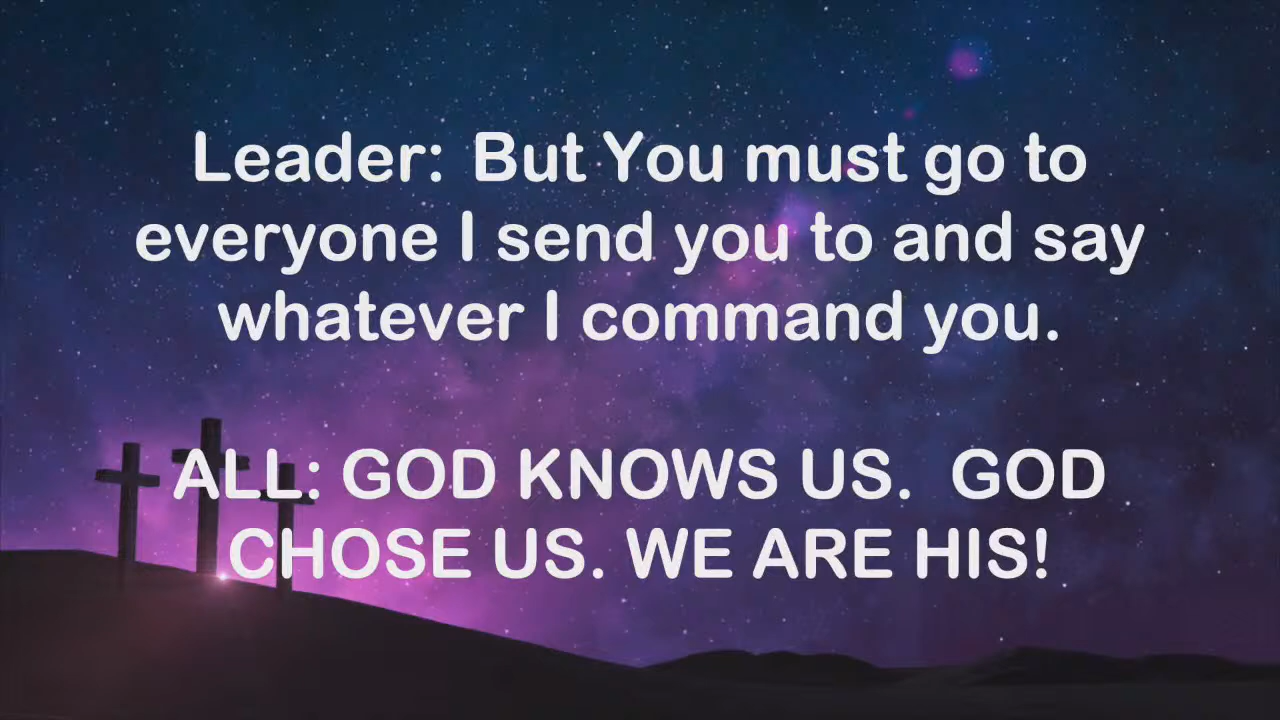 Leader: But You must go to
everyone I send you to and say
whatever I command you.
ALL: GOD KNOWS US. GOD
CHOSE US. WE ARE HIS!